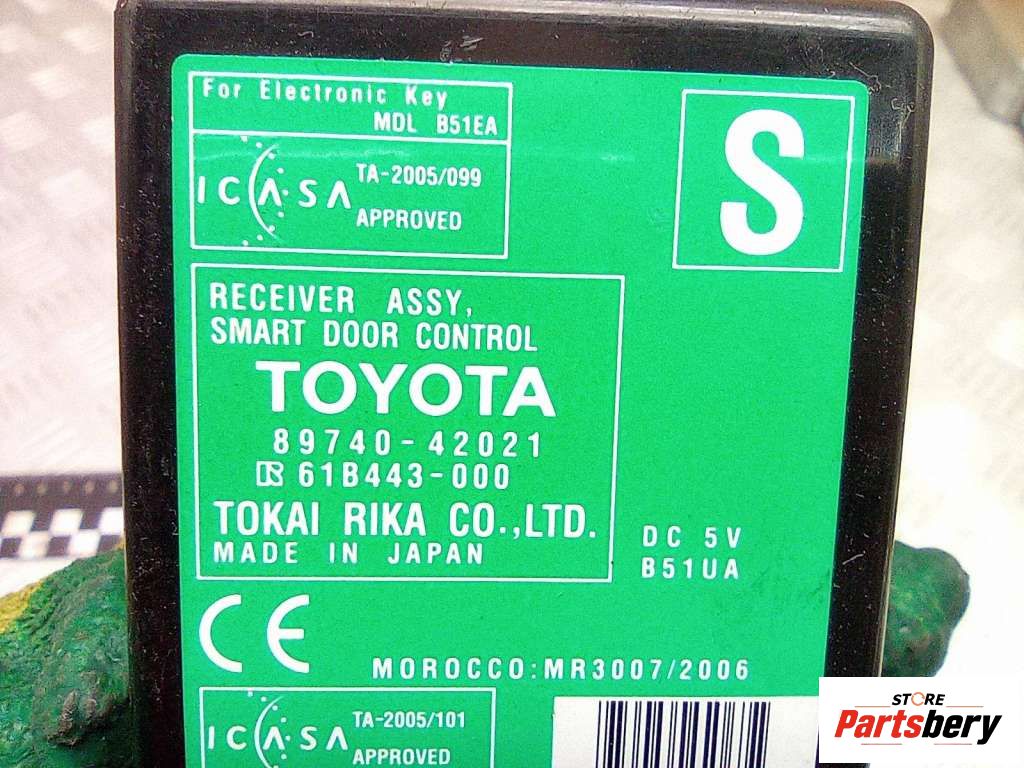 For Electronic Key
MDL B51EA
ICASA
TA-2005/099
APPROVED
S
RECEIVER ASSY,
SMART DOOR CONTROL
TOYOTA
89740-42021
61B443-000
TOKAI RIKA CO.,LTD.
MADE IN JAPAN
DC 5V
B51UA
CE
MOROCCO:MR3007/2006
ICASA
TA-2005/101
APPROVED
STORE
Partsbery